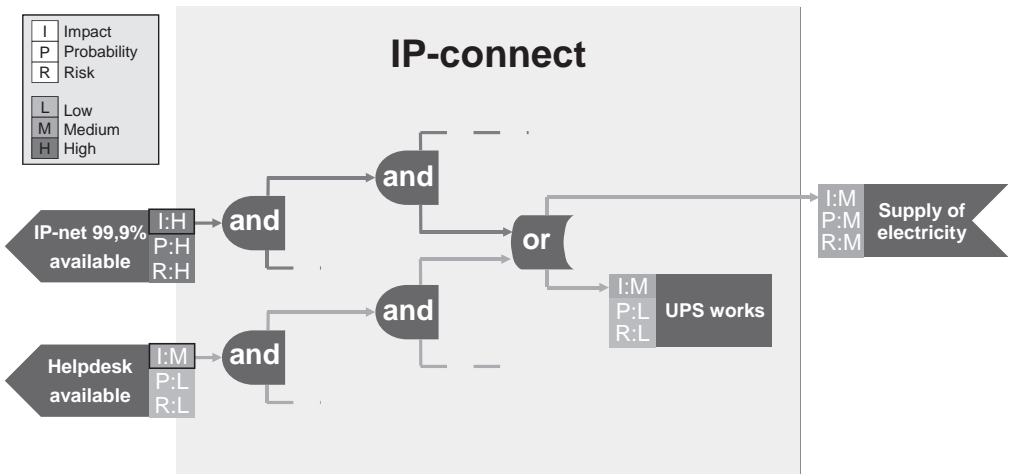 I Impact
P Probability
R Risk
L Low
M Medium
H High
IP-connect
and
and
IP-net 99,9%
available
I:H
P:H
R:H
or
I:M
P:M
R:M
Supply of
electricity
and
and
I:M
P:L
R:L
UPS works
Helpdesk
available
I:M
P:L
R:L